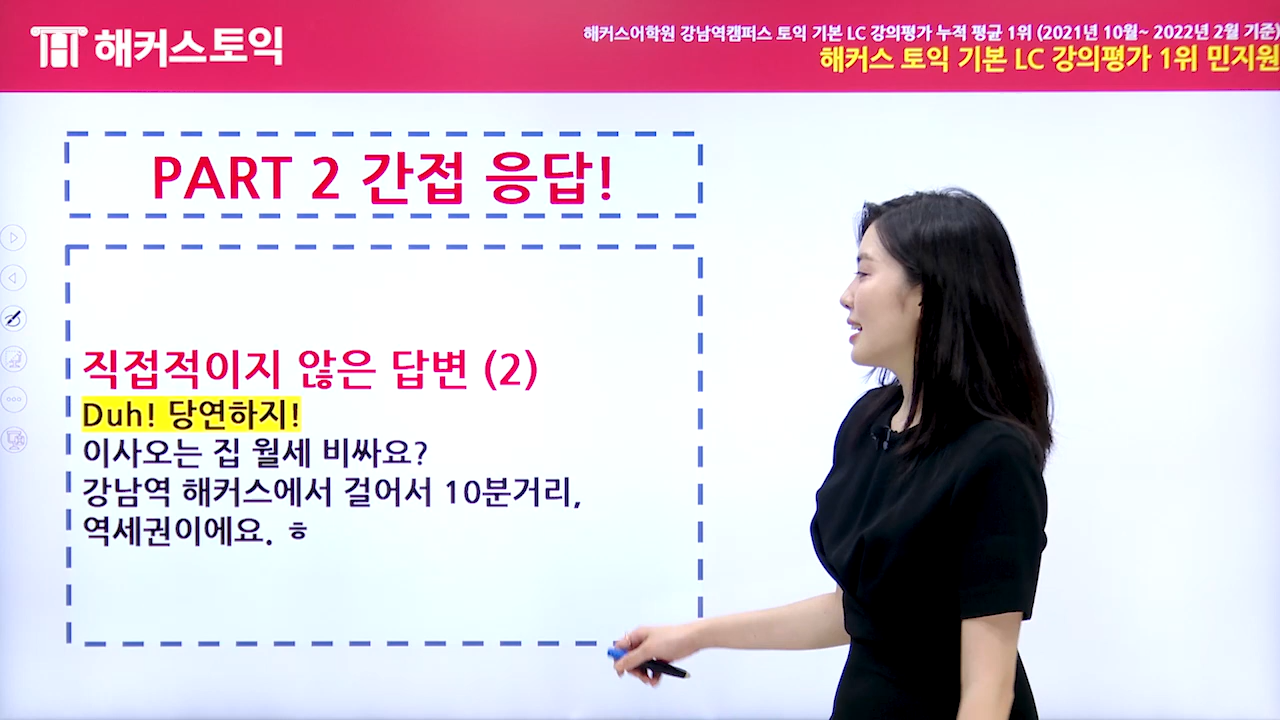 해커스토익
해커스어학원 강남역캠퍼스 토익 기본 LC 강의평가 누적 평균 1위 (2021년 10월~ 2022년 2월 기준)
해커스 토익 기본 LC 강의평가 1위 민지원
PART 2 간접 응답!
직접적이지 않은 답변 (2)
Duh! 당연하지!
이사오는 집 월세 비싸요?
강남역 해커스에서 걸어서 10분거리,
역세권이에요. ㅎ